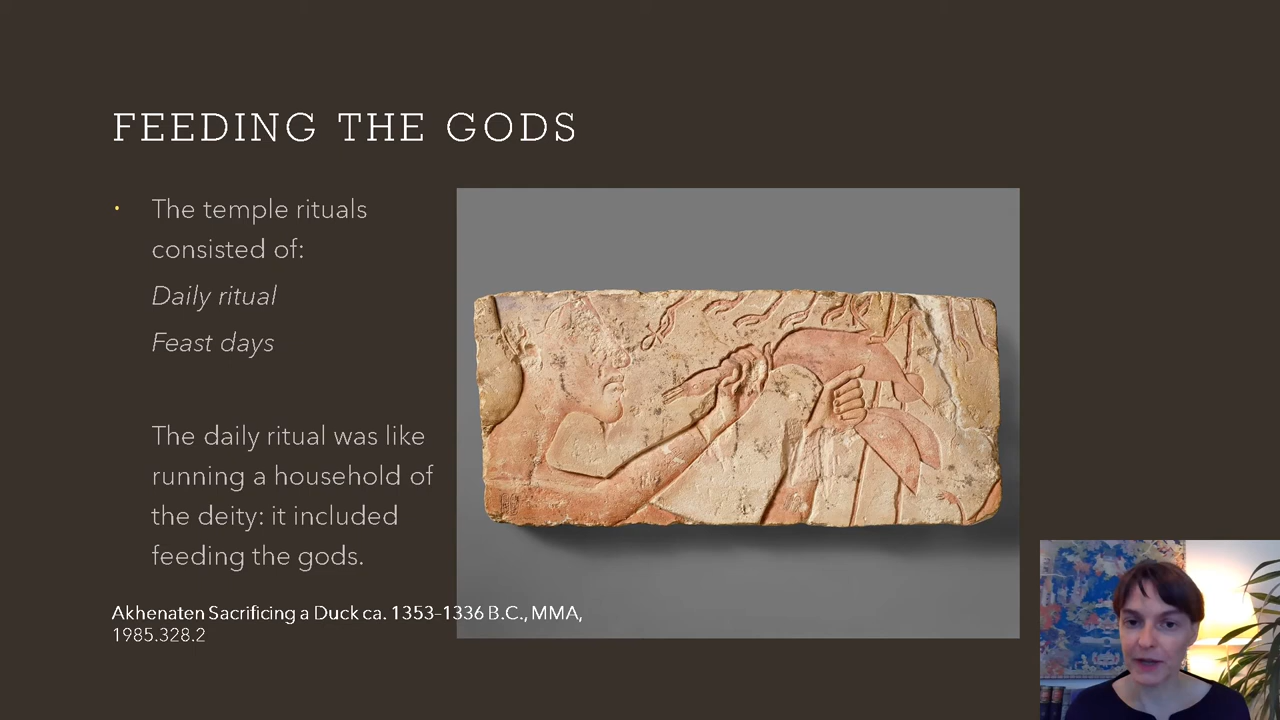 FEEDING THE GODS
• The temple rituals
consisted of:
Daily ritual
Feast days
The daily ritual was like
running a household of
the deity: it included
feeding the gods.
Akhenaten Sacrificing a Duck ca. 1353–1336 B.C., MMA,
1985.328.2